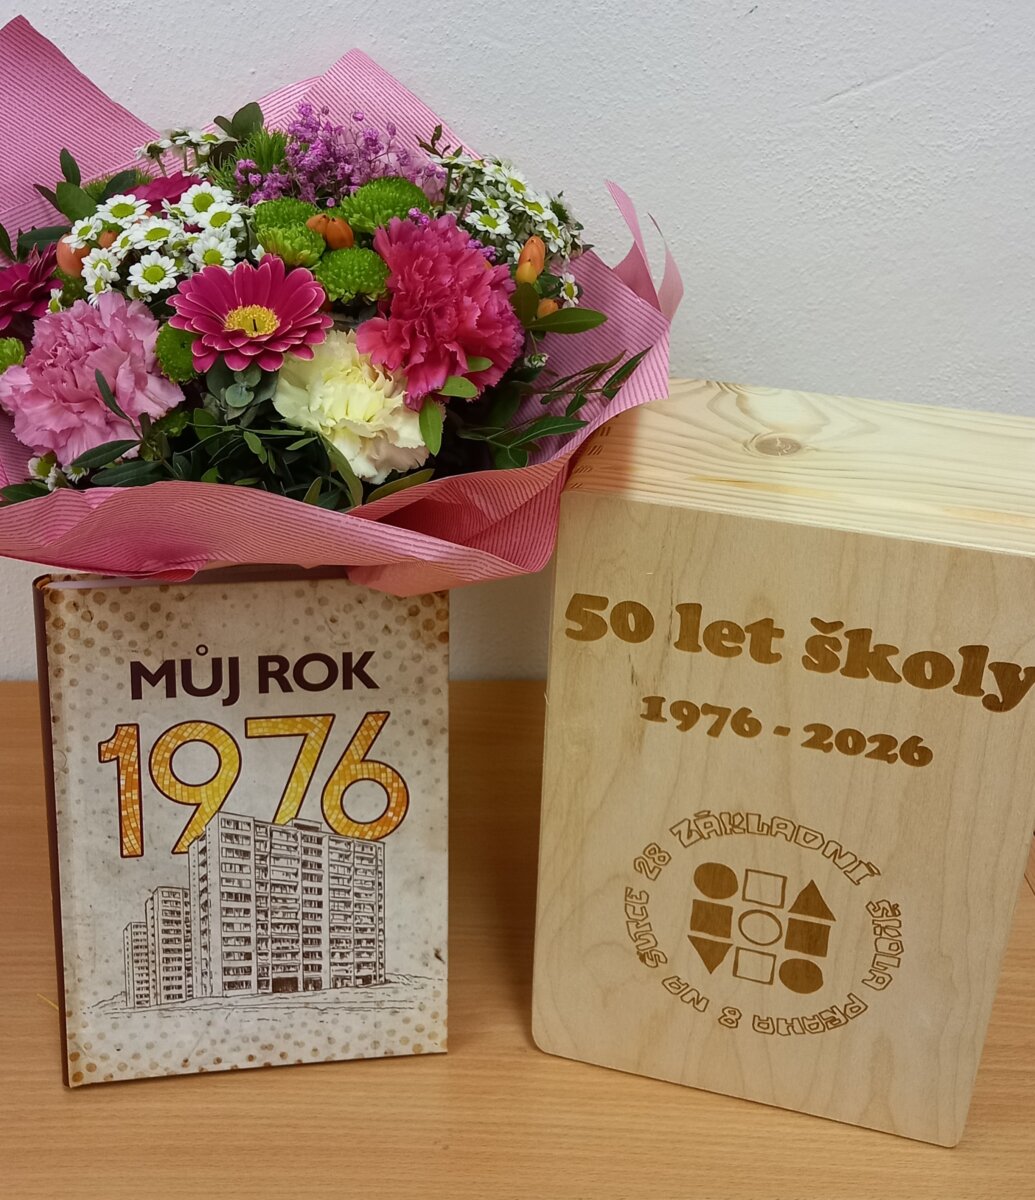 MŮJ ROK
1976
50 let školy
1976 - 2026
ZÁKLADNÍ ŠKOLA PRAHA 8 NA ŠUTCE 28